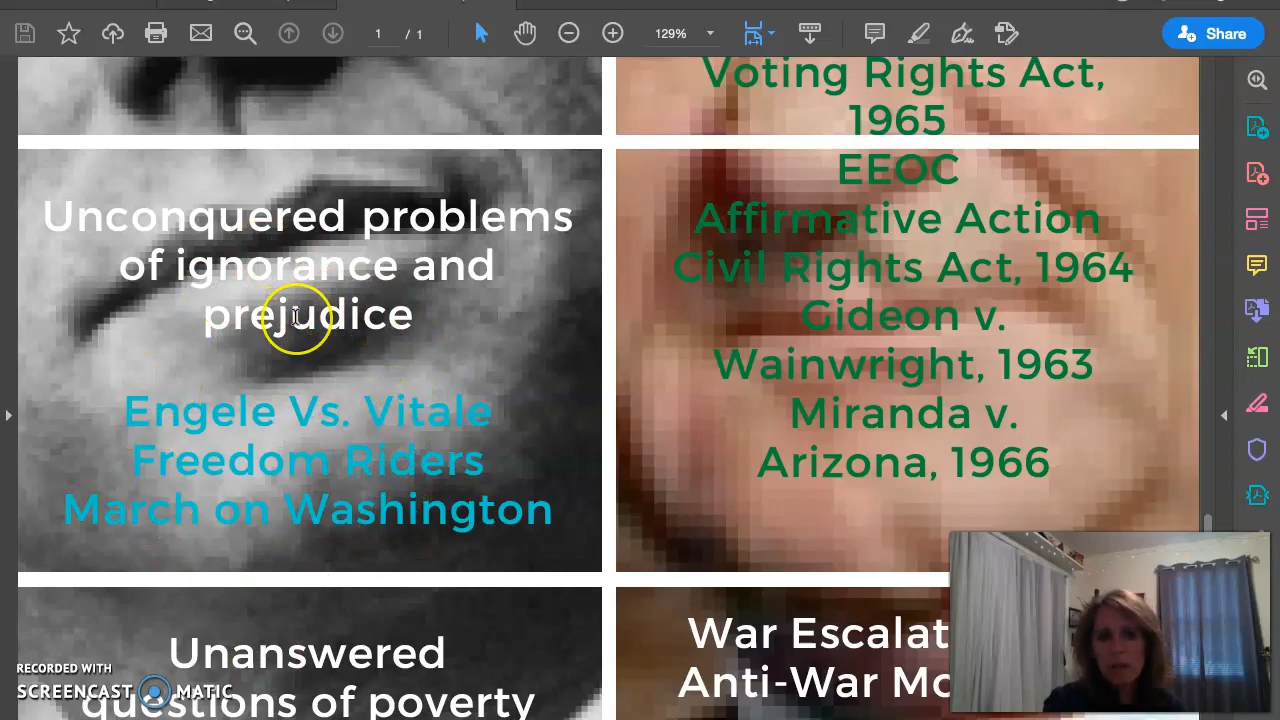 1 / 1
129%
Share
Voting Rights Act,
1965
EEOC
Affirmative Action
Civil Rights Act, 1964
Gideon v.
Wainwright, 1963
Miranda v.
Arizona, 1966
Unconquered problems
of ignorance and
prejudice
Engele Vs. Vitale
Freedom Riders
March on Washington
Unanswered
questions of poverty
War Escalat
Anti-War Mo
RECORDED WITH
SCREENCAST MATIC